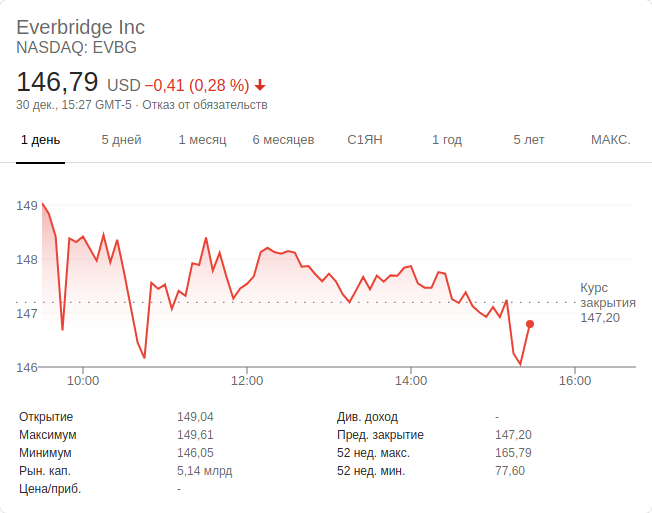 Everbridge Inc
NASDAQ: EVBG
146,79 USD −0,41 (0,28 %)
30 дек., 15:27 GMT-5 · Отказ от обязательств
1 день 5 дней 1 месяц 6 месяцев С1ЯН 1 год 5 лет МАКС.
149
148
147
146
Курс
закрытия
147,20
10:00 12:00 14:00 16:00
Открытие 149,04 Див. доход -
Максимум 149,61 Пред. закрытие 147,20
Минимум 146,05 52 нед. макс. 165,79
Рын. кап. 5,14 млрд 52 нед. мин. 77,60
Цена/приб. -